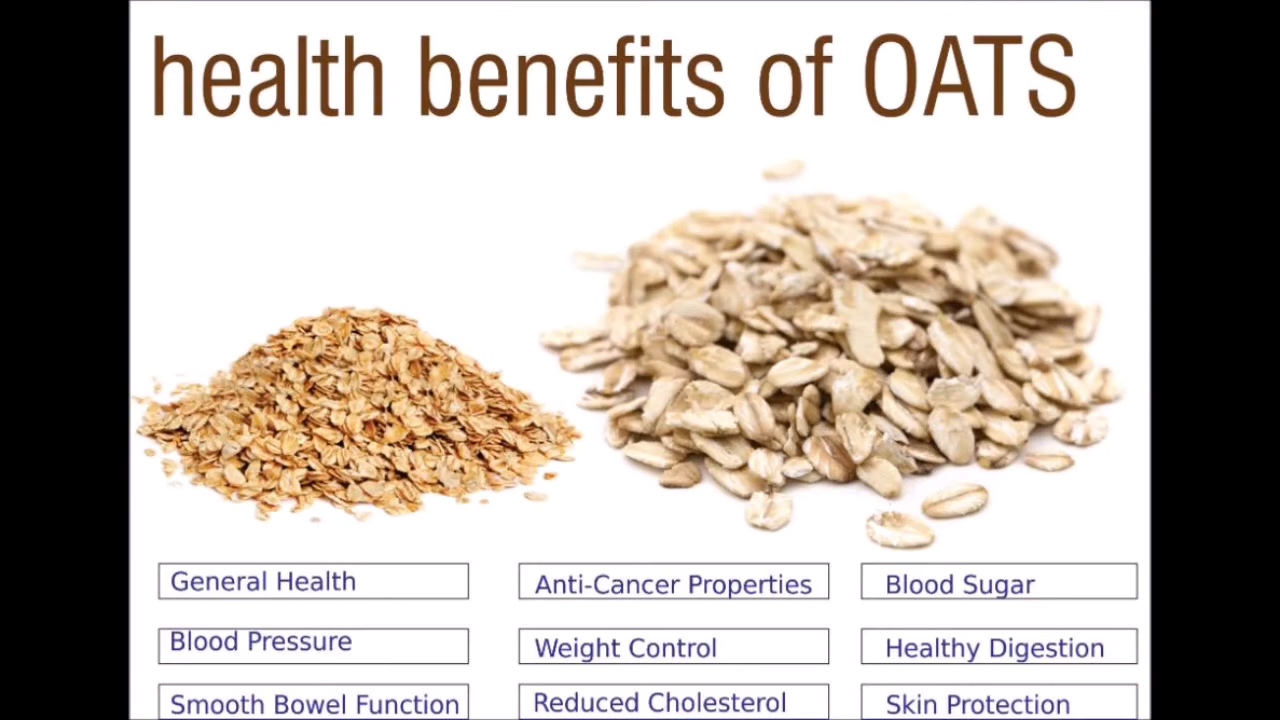 health benefits of OATS
General Health
Anti-Cancer Properties
Blood Sugar
Blood Pressure
Weight Control
Healthy Digestion
Smooth Bowel Function
Reduced Cholesterol
Skin Protection